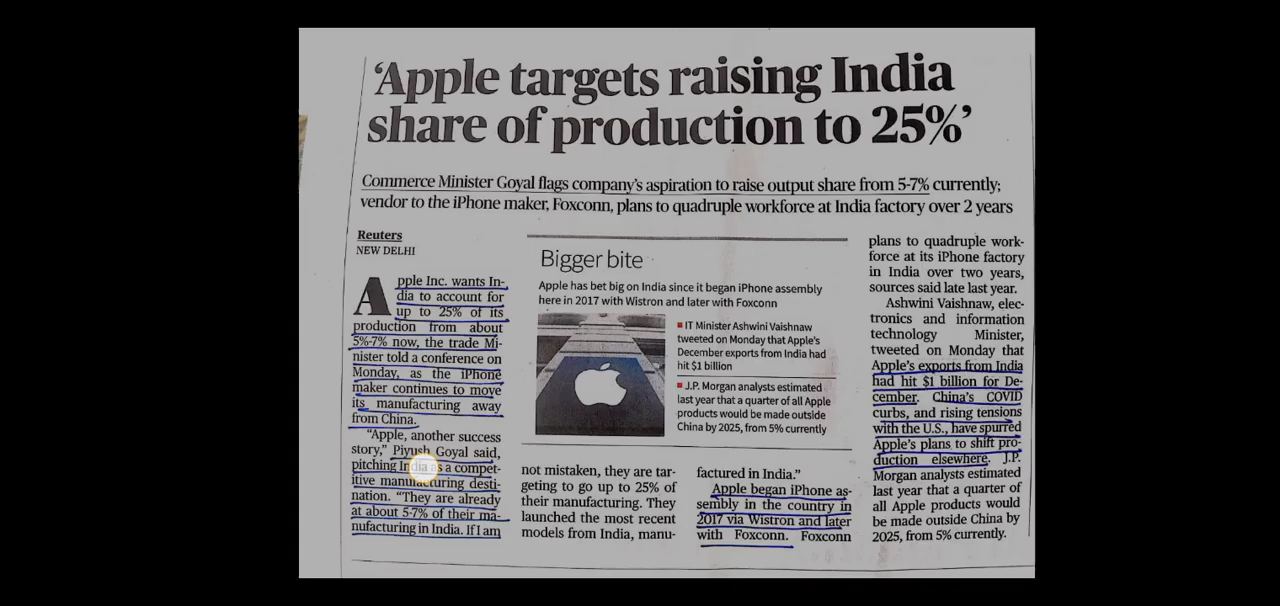 ‘Apple targets raising India
share of production to 25%’
Commerce Minister Goyal flags company’s aspiration to raise output share from 5-7% currently;
vendor to the iPhone maker, Foxconn, plans to quadruple workforce at India factory over 2 years
Reuters
NEW DELHI
Apple Inc. wants In-
dia to account for
up to 25% of its
production from about
5%-7% now, the trade Mi-
nister told a conference on
Monday, as the iPhone
maker continues to move
its manufacturing away
from China.
“Apple, another success
story,” Piyush Goyal said,
pitching India as a compet-
itive manufacturing desti-
nation. “They are already
at about 5-7% of their ma-
nufacturing in India. If I am
Bigger bite
Apple has bet big on India since it began iPhone assembly
here in 2017 with Wistron and later with Foxconn
IT Minister Ashwini Vaishnaw
tweeted on Monday that Apple’s
December exports from India had
hit $1 billion
J.P. Morgan analysts estimated
last year that a quarter of all Apple
products would be made outside
China by 2025, from 5% currently
not mistaken, they are tar-
geting to go up to 25% of
their manufacturing. They
launched the most recent
models from India, manu-
factured in India.”
Apple began iPhone as-
sembly in the country in
2017 via Wistron and later
with Foxconn. Foxconn
plans to quadruple work-
force at its iPhone factory
in India over two years,
sources said late last year.
Ashwini Vaishnaw, elec-
tronics and information
technology Minister,
tweeted on Monday that
Apple’s exports from India
had hit $1 billion for De-
cember. China’s COVID
curbs, and rising tensions
with the U.S., have spurred
Apple’s plans to shift pro-
duction elsewhere. J.P.
Morgan analysts estimated
last year that a quarter of
all Apple products would
be made outside China by
2025, from 5% currently.